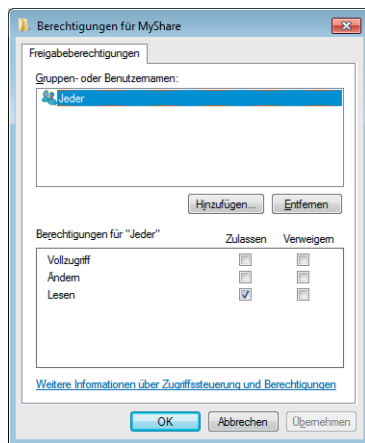 Berechtigungen für MyShare
Freigabeberechtigungen
Gruppen- oder Benutzernamen:
Jeder
Hinzufügen... Entfernen
Berechtigungen für "Jeder" Zulassen Verweigern
Vollzugriff
Ändern
Lesen
Weitere Informationen über Zugriffssteuerung und Berechtigungen
OK Abbrechen Übernehmen